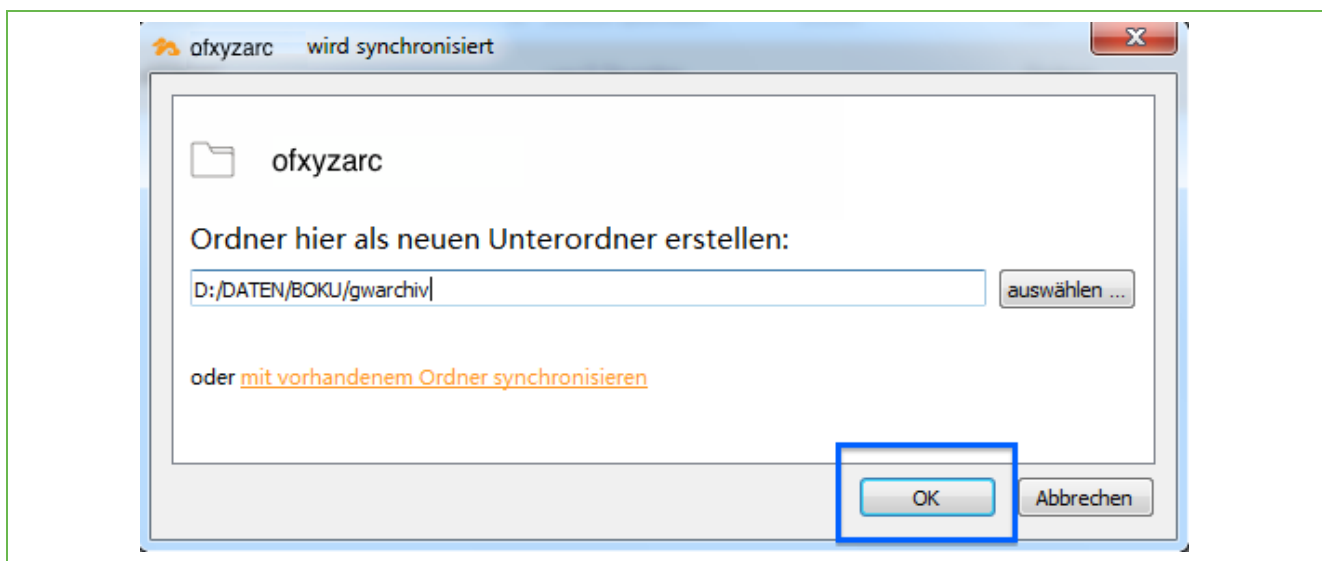 ofxyzarc wird synchronisiert
ofxyzarc
Ordner hier als neuen Unterordner erstellen:
D:/DATEN/BOKU/gwarchiv
auswählen ...
oder mit vorhandenem Ordner synchronisieren
OK
Abbrechen